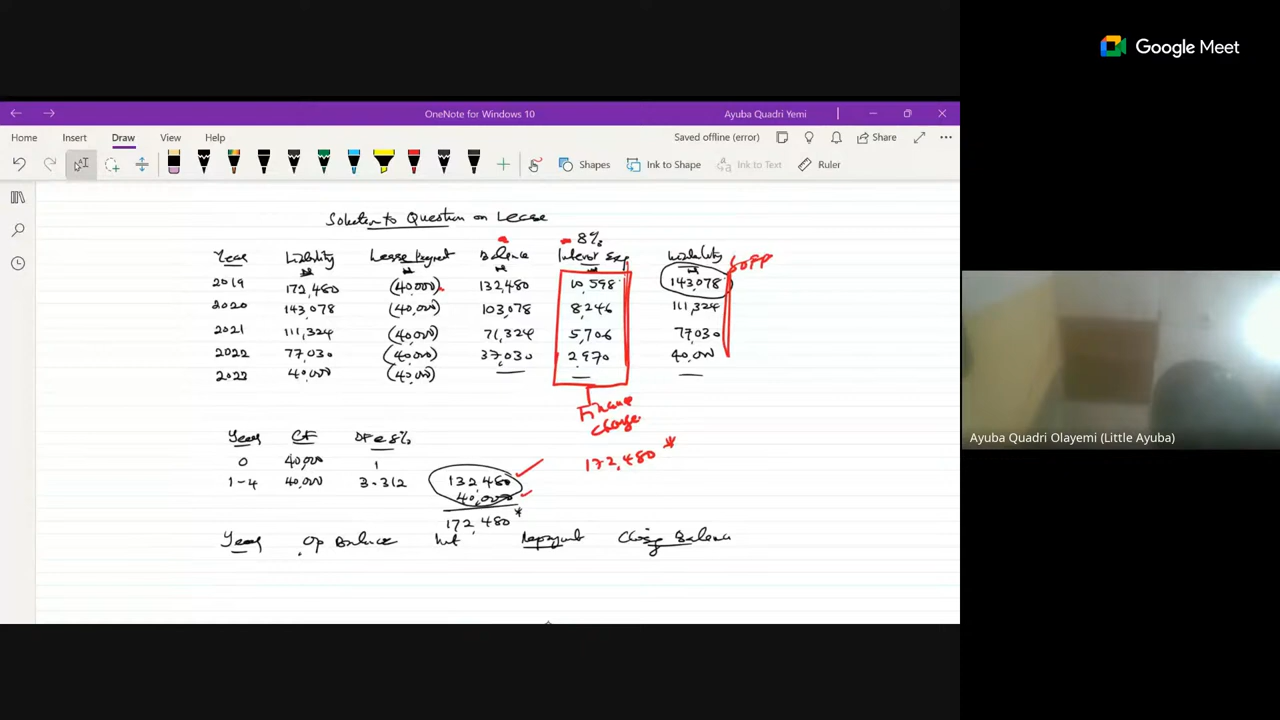 Google Meet
OneNote for Windows 10
Ayuba Quadri Yemi
Home Insert Draw View Help
Saved offline (error)
Share
Shapes
Ink to Shape
Ink to Text
Ruler
Solution to Question on Lease
8%
Year Liability Lease Payment Balance Interest Exp Liability
SOFP
2019 172,480 (40,000) 132,480 10,598 143,078
2020 143,078 (40,000) 103,078 8,246 111,324
2021 111,324 (40,000) 71,324 5,706 77,030
2022 77,030 (40,000) 37,030 2,970 40,000
2023 40,000 (40,000)
Finance
Charge
Year CF DF @ 8%
0 40,000 1
172,480 *
1-4 40,000 3.312 132,480
40,000
172,480 *
Year Op Balance Int Repayment Closing Balance
Ayuba Quadri Olayemi (Little Ayuba)